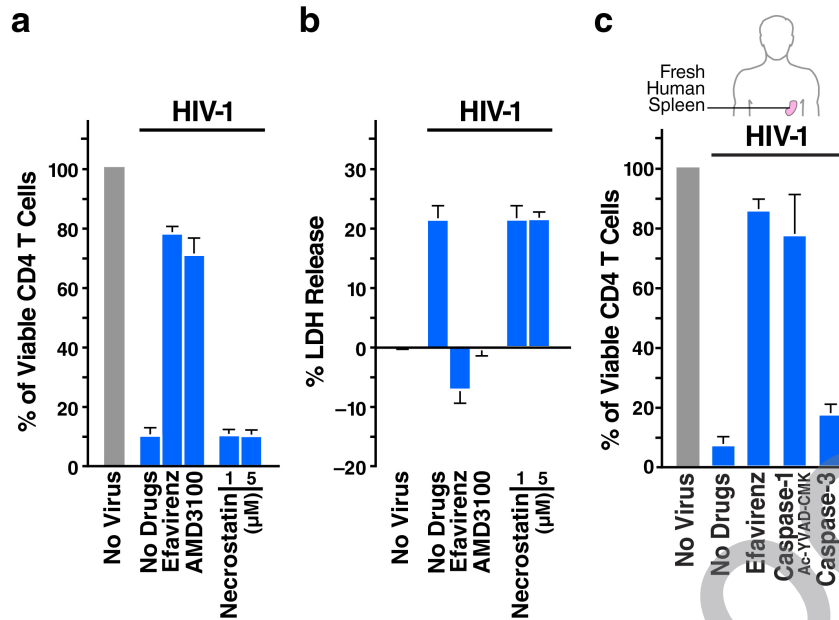 a
HIV-1
% of Viable CD4 T Cells
100
80
60
40
20
0
No Virus
No Drugs
Efavirenz
AMD3100
1 5
Necrostatin
(μM)
b
HIV-1
% LDH Release
30
20
10
0
−10
−20
No Virus
No Drugs
Efavirenz
AMD3100
1 5
Necrostatin
(μM)
c
Fresh
Human
Spleen
HIV-1
% of Viable CD4 T Cells
100
80
60
40
20
0
No Virus
No Drugs
Efavirenz
Caspase-1
Ac-YVAD-CMK
Caspase-3